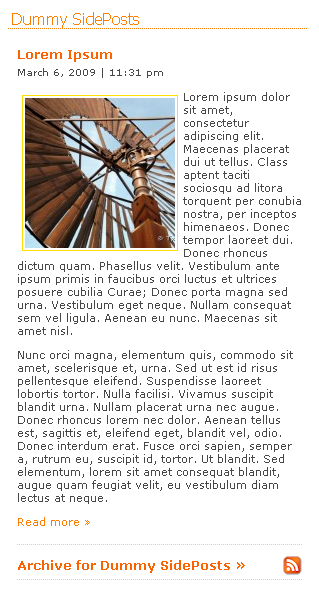 Dummy SidePosts
Lorem Ipsum
March 6, 2009 | 11:31 pm
Lorem ipsum dolor
sit amet,
consectetur
adipiscing elit.
Maecenas placerat
dui ut tellus. Class
aptent taciti
sociosqu ad litora
torquent per conubia
nostra, per inceptos
himenaeos. Donec
tempor laoreet dui.
Donec rhoncus
dictum quam. Phasellus velit. Vestibulum ante
ipsum primis in faucibus orci luctus et ultrices
posuere cubilia Curae; Donec porta magna sed
urna. Vestibulum eget neque. Nullam consequat
sem vel ligula. Aenean eu nunc. Maecenas sit
amet nisl.
Nunc orci magna, elementum quis, commodo sit
amet, scelerisque et, urna. Sed ut est id risus
pellentesque eleifend. Suspendisse laoreet
lobortis tortor. Nulla facilisi. Vivamus suscipit
blandit urna. Nullam placerat urna nec augue.
Donec rhoncus lorem nec dolor. Aenean tellus
est, sagittis et, eleifend eget, blandit vel, odio.
Donec interdum erat. Fusce orci sapien, semper
a, rutrum eu, suscipit id, tortor. Ut blandit. Sed
elementum, lorem sit amet consequat blandit,
augue quam feugiat velit, eu vestibulum diam
lectus at neque.
Read more »
Archive for Dummy SidePosts »